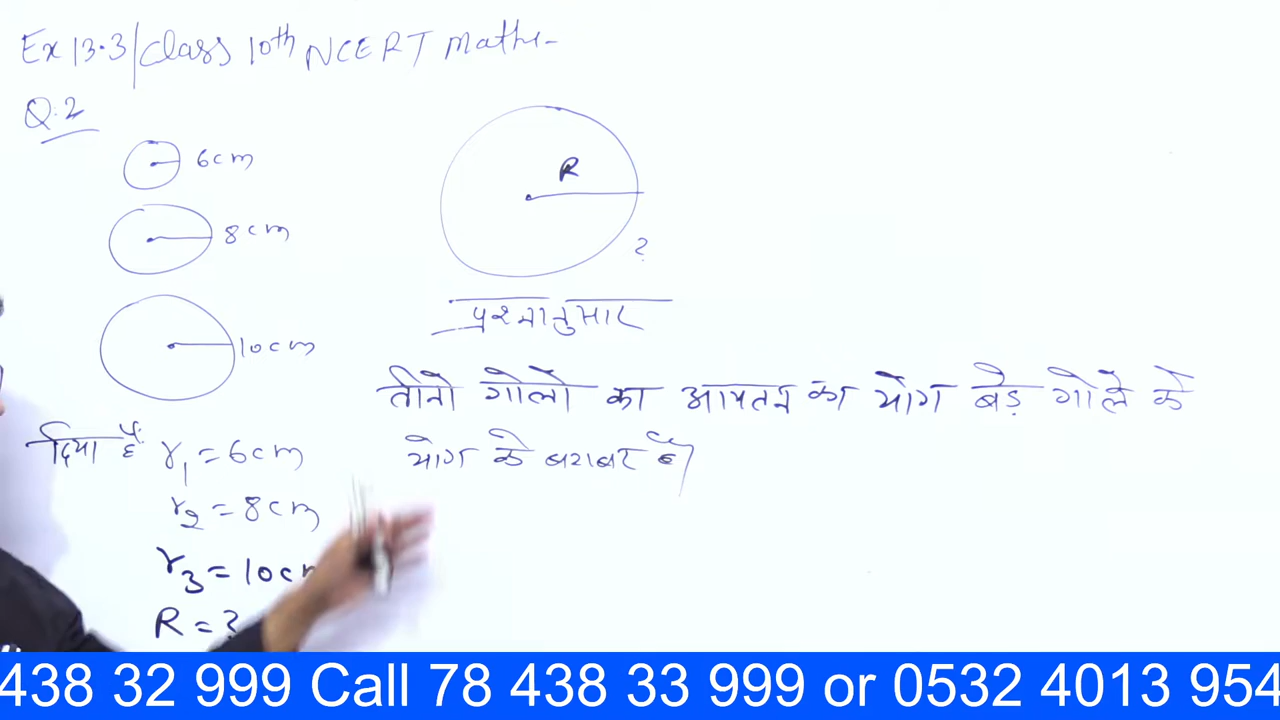 Ex 13.3/Class 10th NCERT Maths
Q.2
6cm
8cm
10cm
R
?
प्रश्नानुसार
तीनो गोलो का आयतन का योग बड़े गोले के
योग के बराबर है।
दिया है r1 = 6cm
r2 = 8cm
r3 = 10cm
R = ?
438 32 999 Call 78 438 33 999 or 0532 4013 954